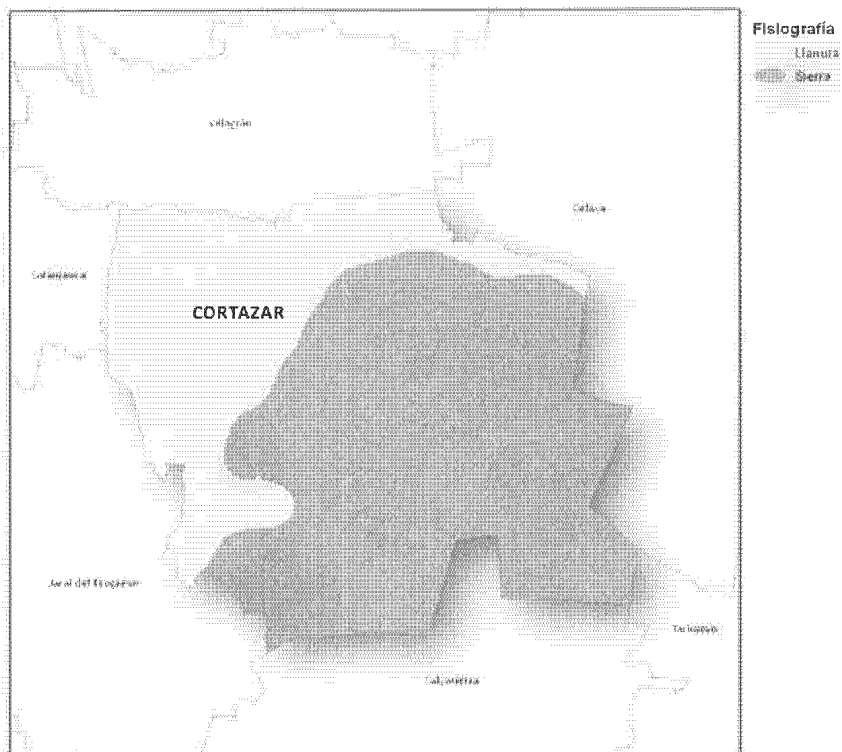 Fisiografía
Llanura
Sierra
Villagrán
Celaya
Salamanca
CORTAZAR
Jaral del Progreso
Tarimoro
Salvatierra